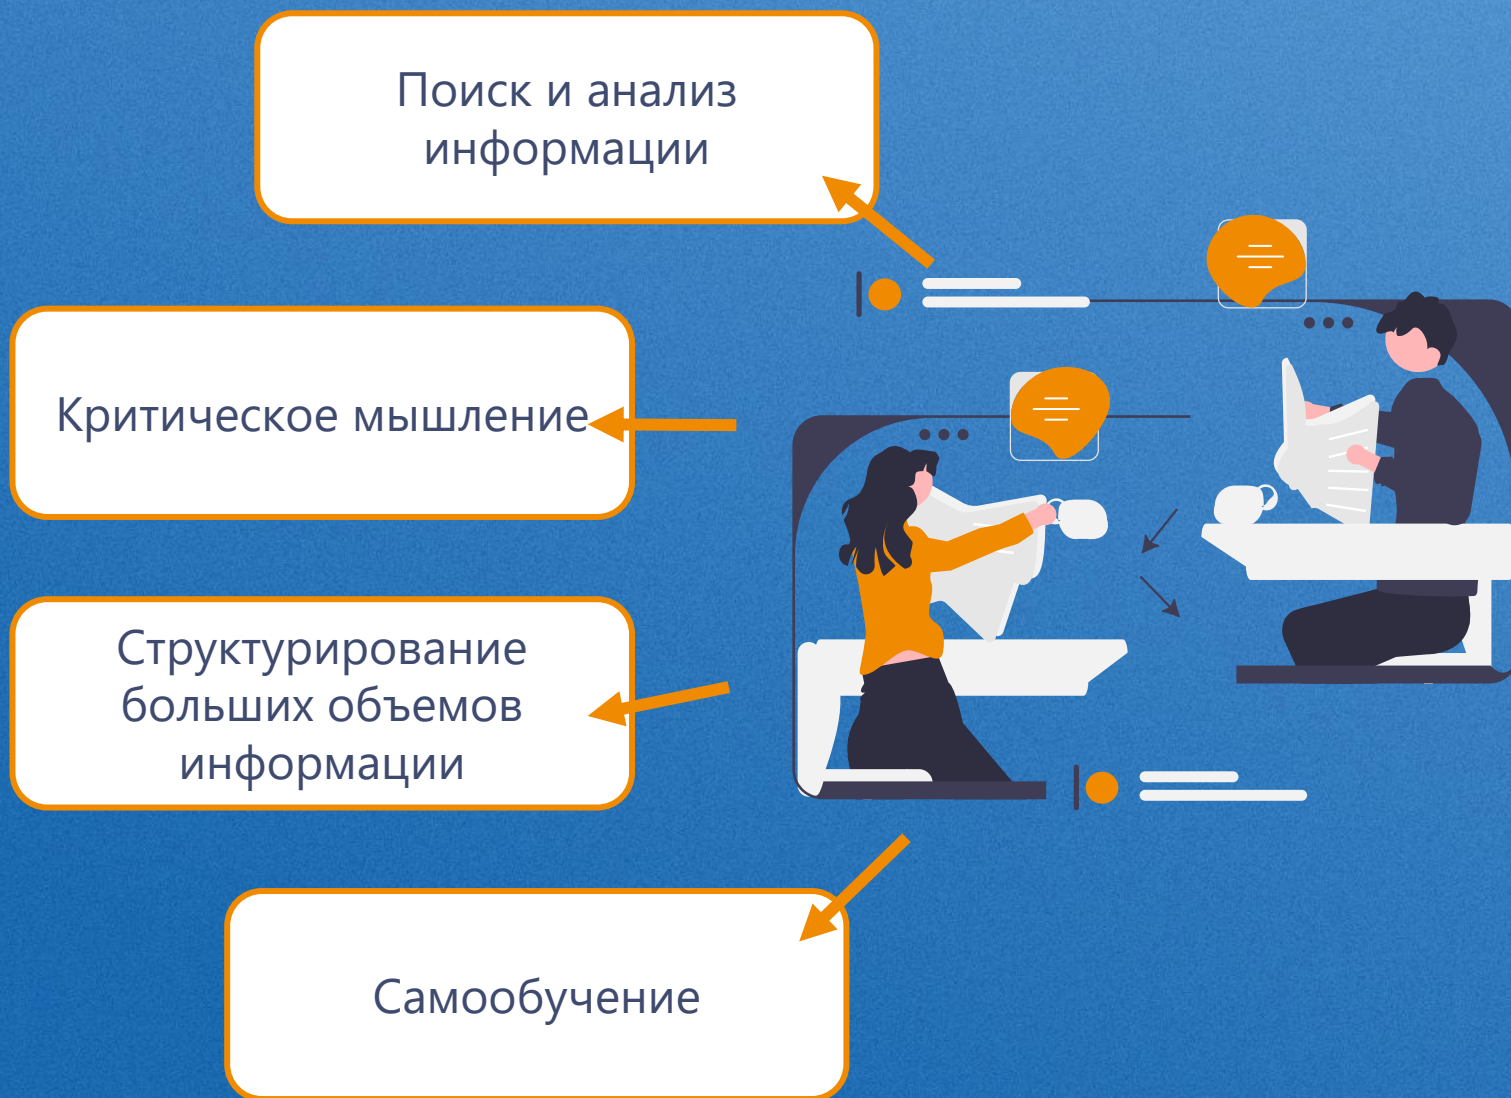 Поиск и анализ
информации
Критическое мышление
Структурирование
больших объемов
информации
Самообучение